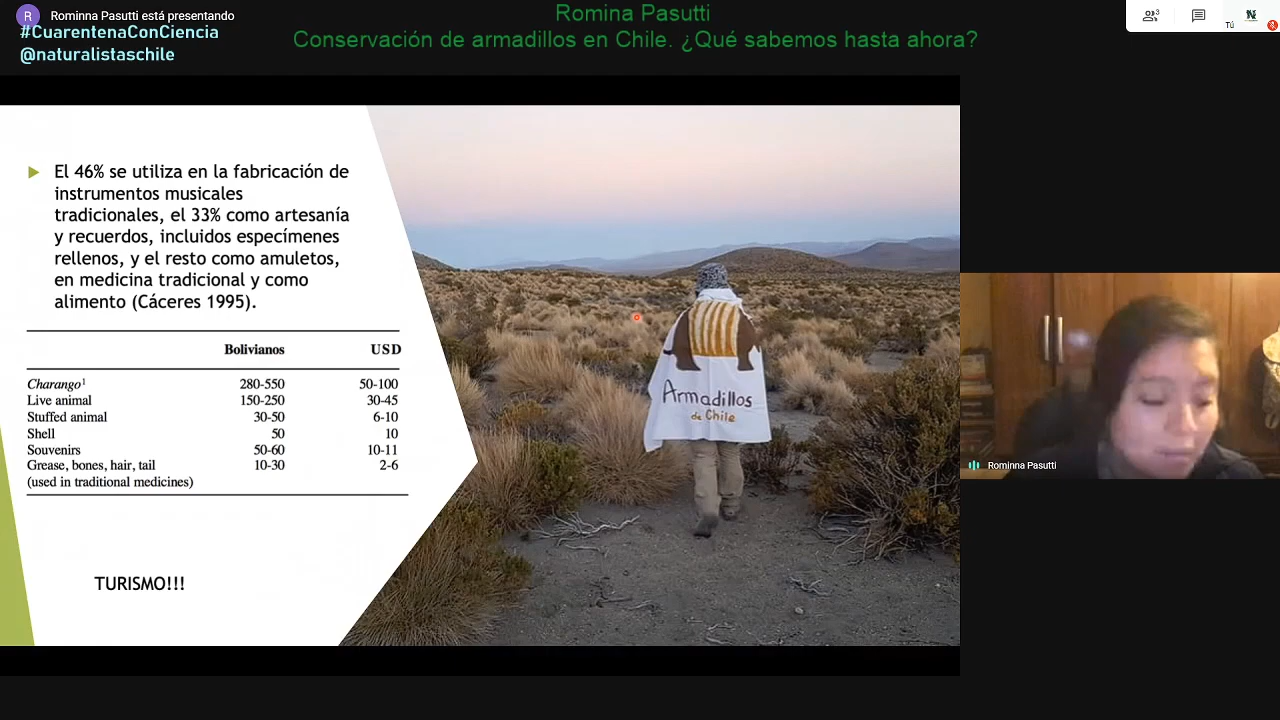 R Rominna Pasutti está presentando
#CuarentenaConCiencia
@naturalistaschile
Romina Pasutti
Conservación de armadillos en Chile. ¿Qué sabemos hasta ahora?
3
Tú
El 46% se utiliza en la fabricación de
instrumentos musicales
tradicionales, el 33% como artesanía
y recuerdos, incluidos especímenes
rellenos, y el resto como amuletos,
en medicina tradicional y como
alimento (Cáceres 1995).
Bolivianos USD
Charango¹ 280-550 50-100
Live animal 150-250 30-45
Stuffed animal 30-50 6-10
Shell 50 10
Souvenirs 50-60 10-11
Grease, bones, hair, tail 10-30 2-6
(used in traditional medicines)
TURISMO!!!
Armadillos
de Chile
Rominna Pasutti